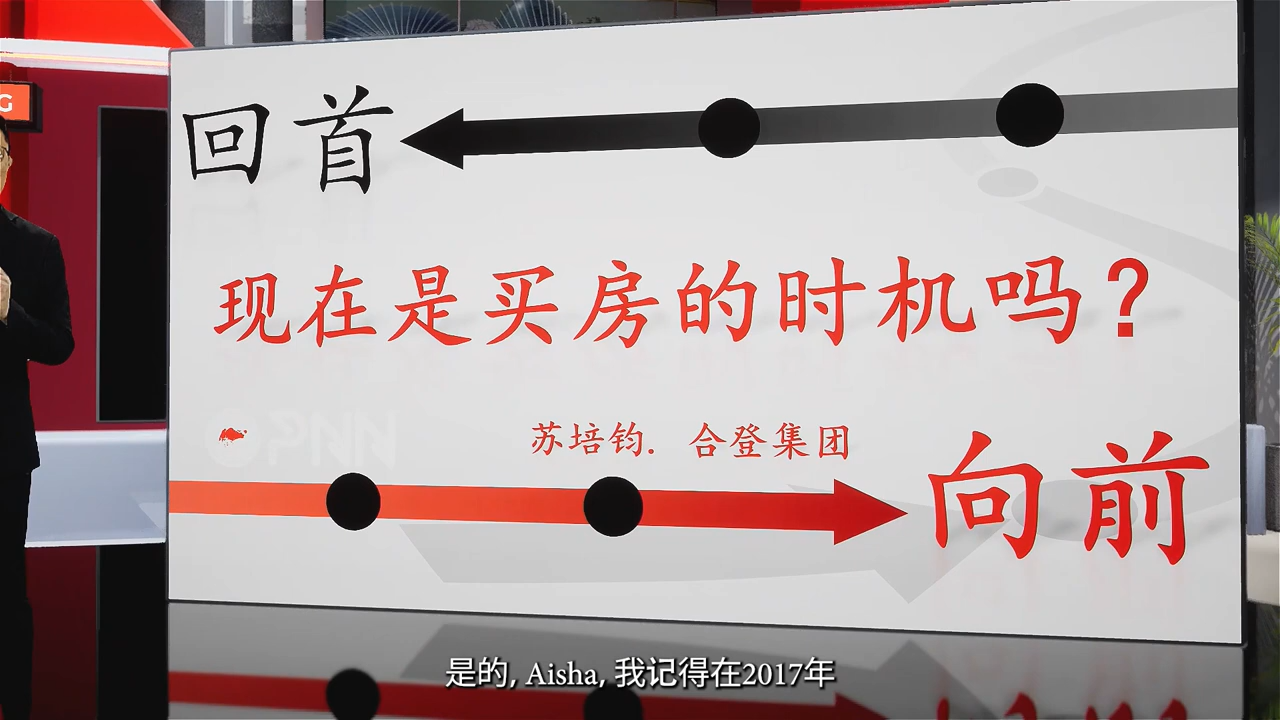 G
回首
现在是买房的时机吗？
PNN
苏培钧. 合登集团
向前
是的, Aisha, 我记得在2017年